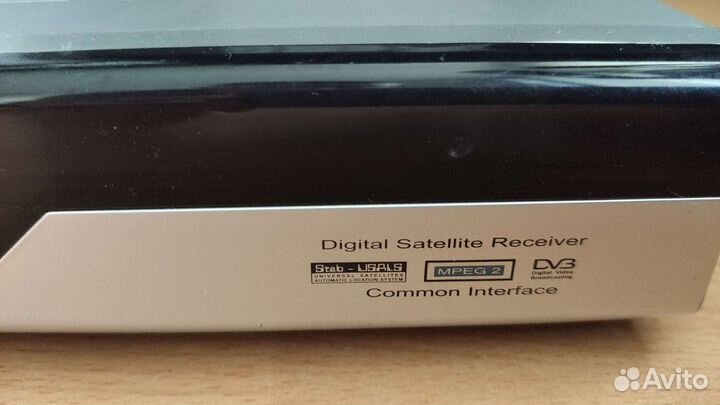 Digital Satellite Receiver
Stab - USALS
UNIVERSAL SATELLITES
AUTOMATIC LOCATION SYSTEM
MPEG 2
DVB
Digital Video
Broadcasting
Common Interface
Avito